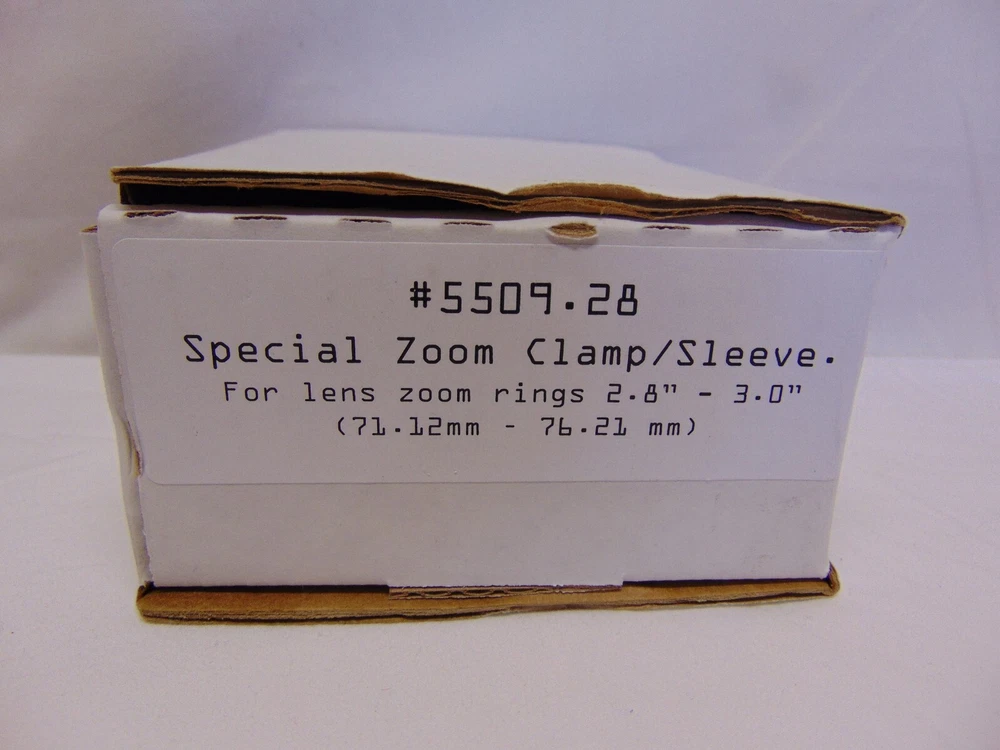 #5509.28
Special Zoom Clamp/Sleeve.
For lens zoom rings 2.8" - 3.0"
(71.12mm - 76.21 mm)